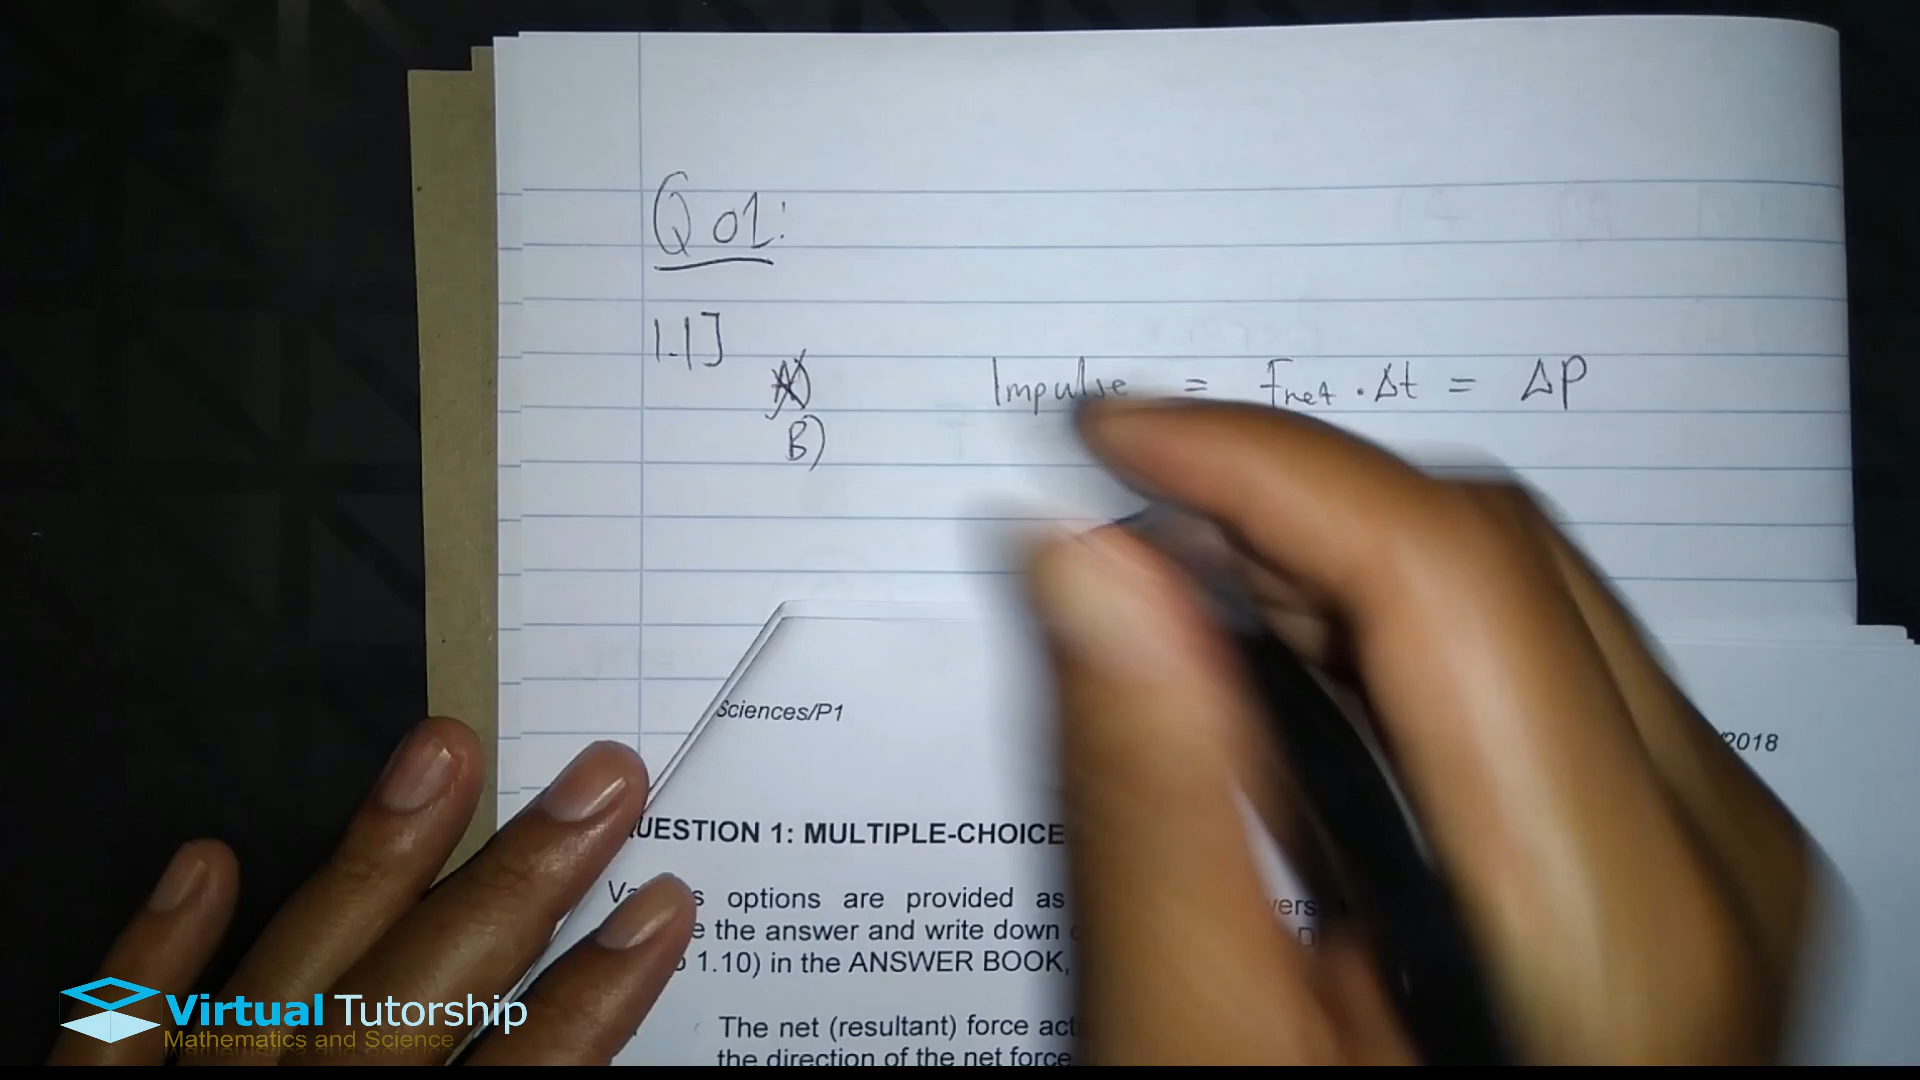 Q 01:
1.1]
A) Impulse = Fnet . Δt = ΔP
B)
Sciences/P1
/2018
QUESTION 1: MULTIPLE-CHOICE
options are provided as
the answer and write down
1.10) in the ANSWER BOOK,
The net (resultant) force
the direction of the net force
Virtual Tutorship
Mathematics and Science